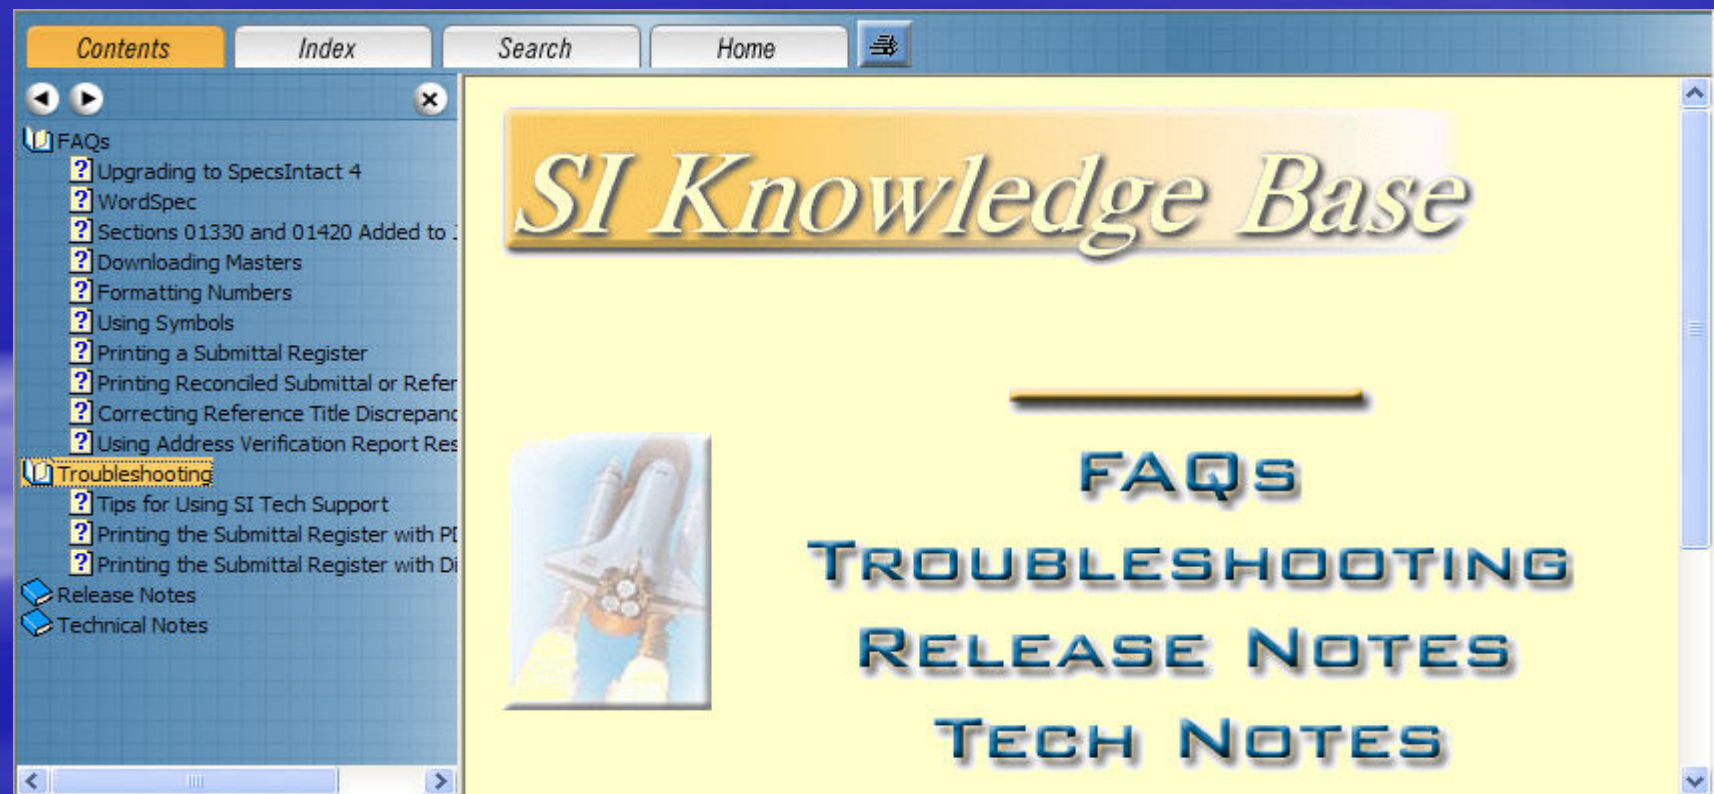 Contents
Index
Search
Home
FAQs
Upgrading to SpecsIntact 4
WordSpec
Sections 01330 and 01420 Added to
Downloading Masters
Formatting Numbers
Using Symbols
Printing a Submittal Register
Printing Reconciled Submittal or Refer
Correcting Reference Title Discrepanc
Using Address Verification Report Res
Troubleshooting
Tips for Using SI Tech Support
Printing the Submittal Register with
Printing the Submittal Register with Di
Release Notes
Technical Notes
SI Knowledge Base
FAQs
TROUBLESHOOTING
RELEASE NOTES
TECH NOTES